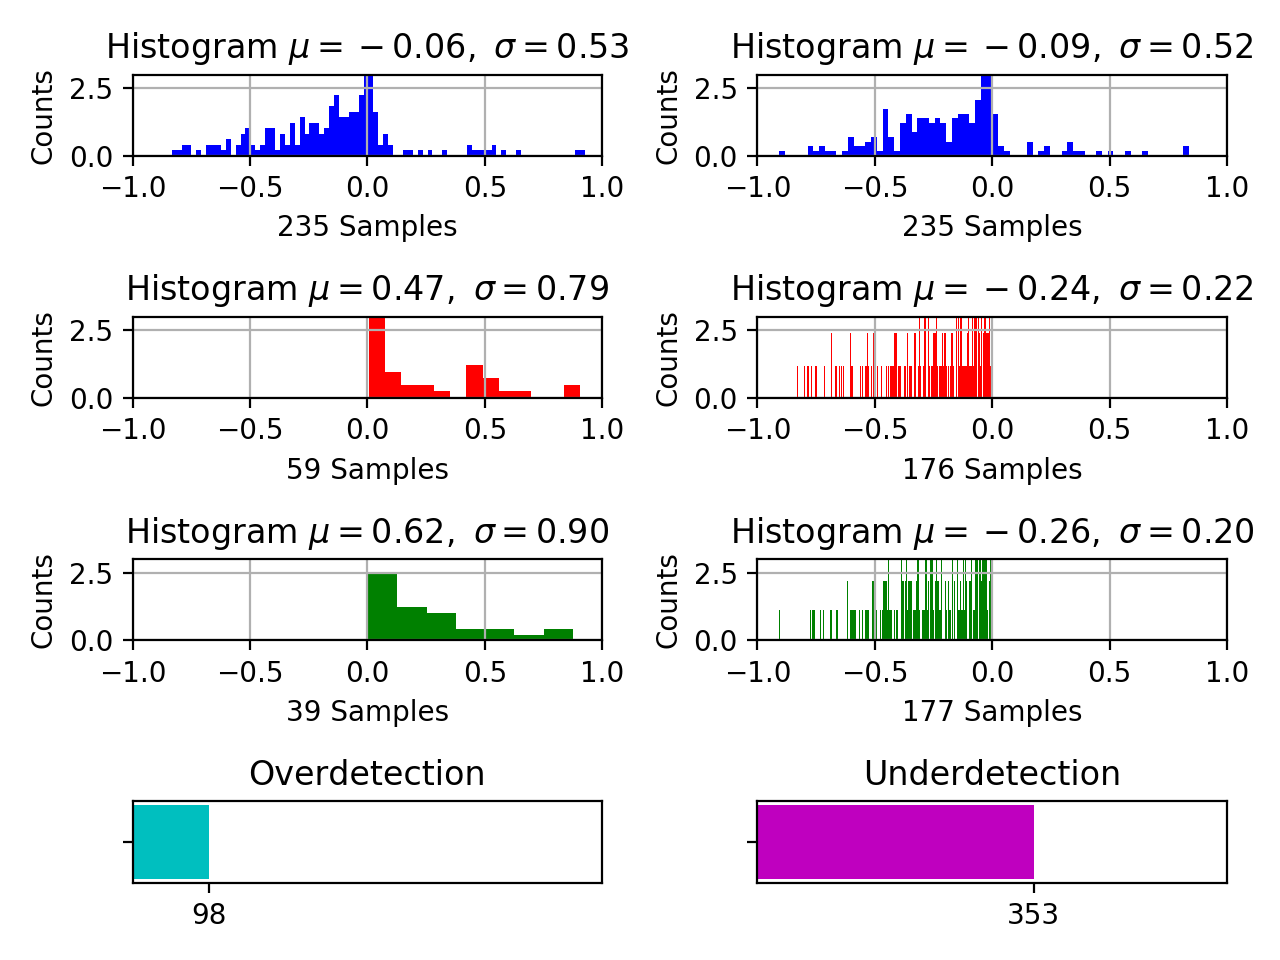 Histogram μ = −0.06, σ = 0.53
Counts
2.5
0.0
−1.0 −0.5 0.0 0.5 1.0
235 Samples
Histogram μ = −0.09, σ = 0.52
Counts
2.5
0.0
−1.0 −0.5 0.0 0.5 1.0
235 Samples
Histogram μ = 0.47, σ = 0.79
Counts
2.5
0.0
−1.0 −0.5 0.0 0.5 1.0
59 Samples
Histogram μ = −0.24, σ = 0.22
Counts
2.5
0.0
−1.0 −0.5 0.0 0.5 1.0
176 Samples
Histogram μ = 0.62, σ = 0.90
Counts
2.5
0.0
−1.0 −0.5 0.0 0.5 1.0
39 Samples
Histogram μ = −0.26, σ = 0.20
Counts
2.5
0.0
−1.0 −0.5 0.0 0.5 1.0
177 Samples
Overdetection
98
Underdetection
353